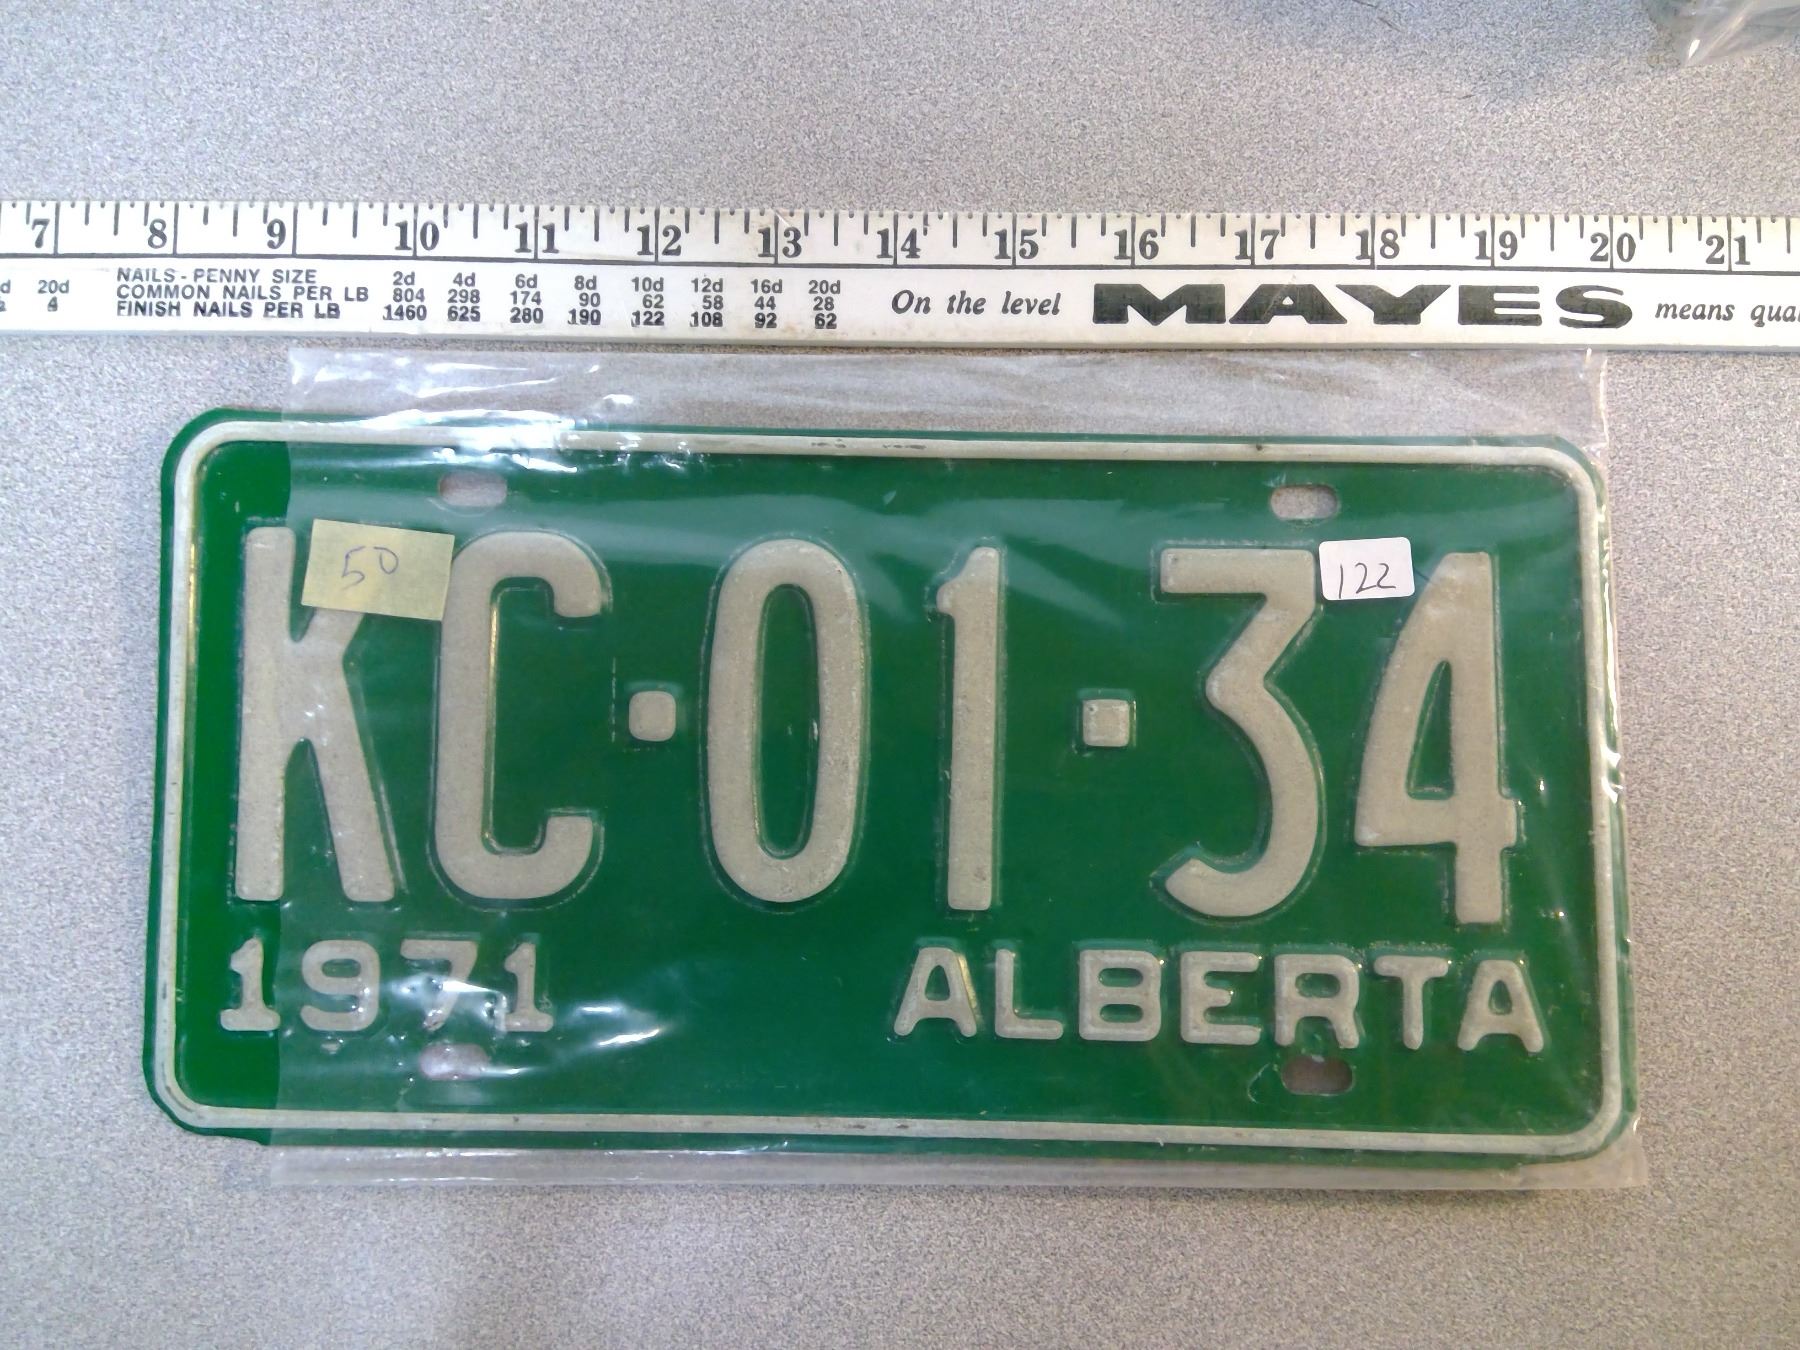 7 8 9 10 11 12 13 14 15 16 17 18 19 20 21
d 20d NAILS - PENNY SIZE 2d 4d 6d 8d 10d 12d 16d 20d
4 COMMON NAILS PER LB 804 298 174 90 62 58 44 28
FINISH NAILS PER LB 1460 625 280 190 122 108 92 62
On the level MAYES means qua
50
122
KC·01·34
1971 ALBERTA